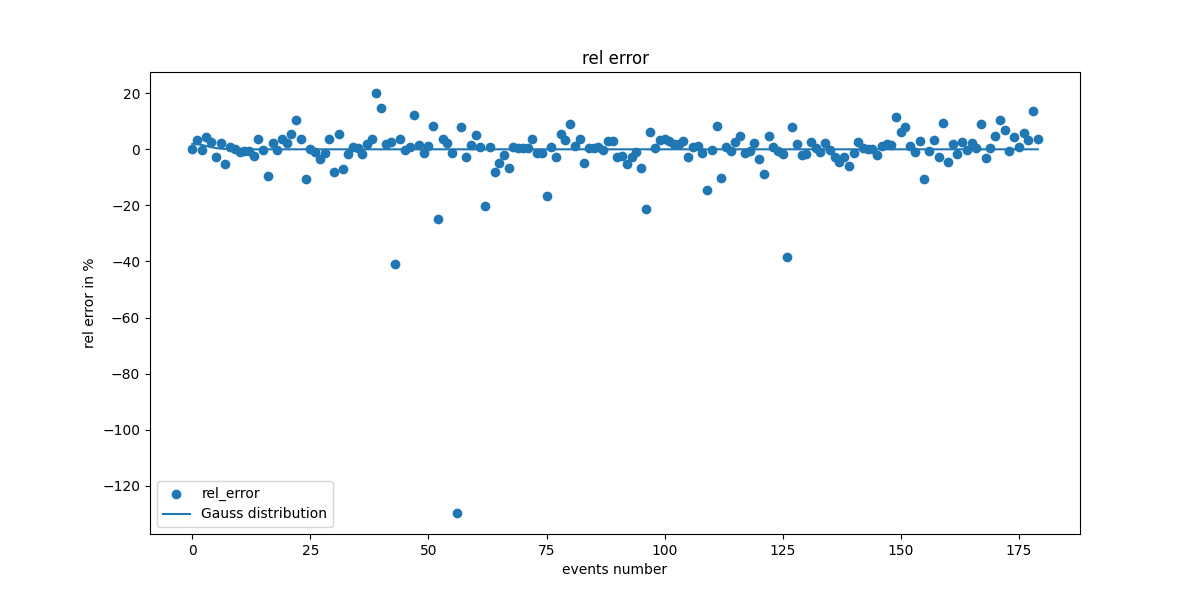 rel error
20
0
−20
−40
−60
−80
−100
−120
rel error in %
rel_error
Gauss distribution
0 25 50 75 100 125 150 175
events number